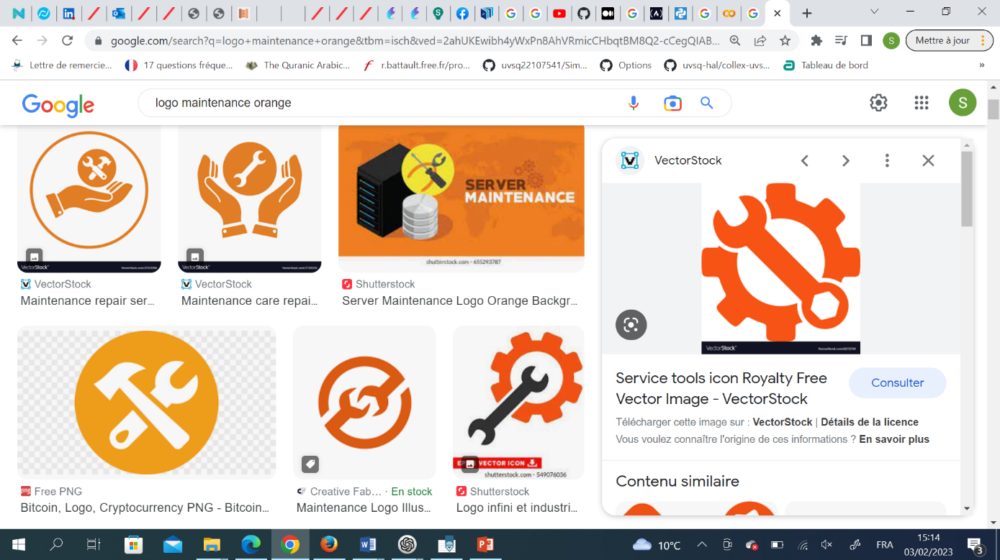 google.com/search?q=logo+maintenance+orange&tbm=isch&ved=2ahUKEwibh4yWxPn8AhVRmicCHbqtBM8Q2-cCegQIAB...
S
Mettre à jour
Lettre de remercie...
17 questions fréque...
The Quranic Arabic...
r.battault.free.fr/pro...
uvsq22107541/Sim...
Options
uvsq-hal/collex-uvs...
Tableau de bord
»
Google
logo maintenance orange
S
VectorStock
SERVER
MAINTENANCE
VectorStock
VectorStock
shutterstock.com - 655293787
VectorStock
Maintenance repair ser...
VectorStock
Maintenance care repai...
Shutterstock
Server Maintenance Logo Orange Backgr...
VectorStock
Service tools icon Royalty Free
Vector Image - VectorStock
Consulter
Télécharger cette image sur : VectorStock | Détails de la licence
Vous voulez connaître l'origine de ces informations ? En savoir plus
Contenu similaire
VECTOR ICON
shutterstock.com - 549076036
png Free PNG
Bitcoin, Logo, Cryptocurrency PNG - Bitcoin...
CF Creative Fab... · En stock
Maintenance Logo Illus...
Shutterstock
Logo infini et industri...
10°C
FRA
15:14
03/02/2023
3